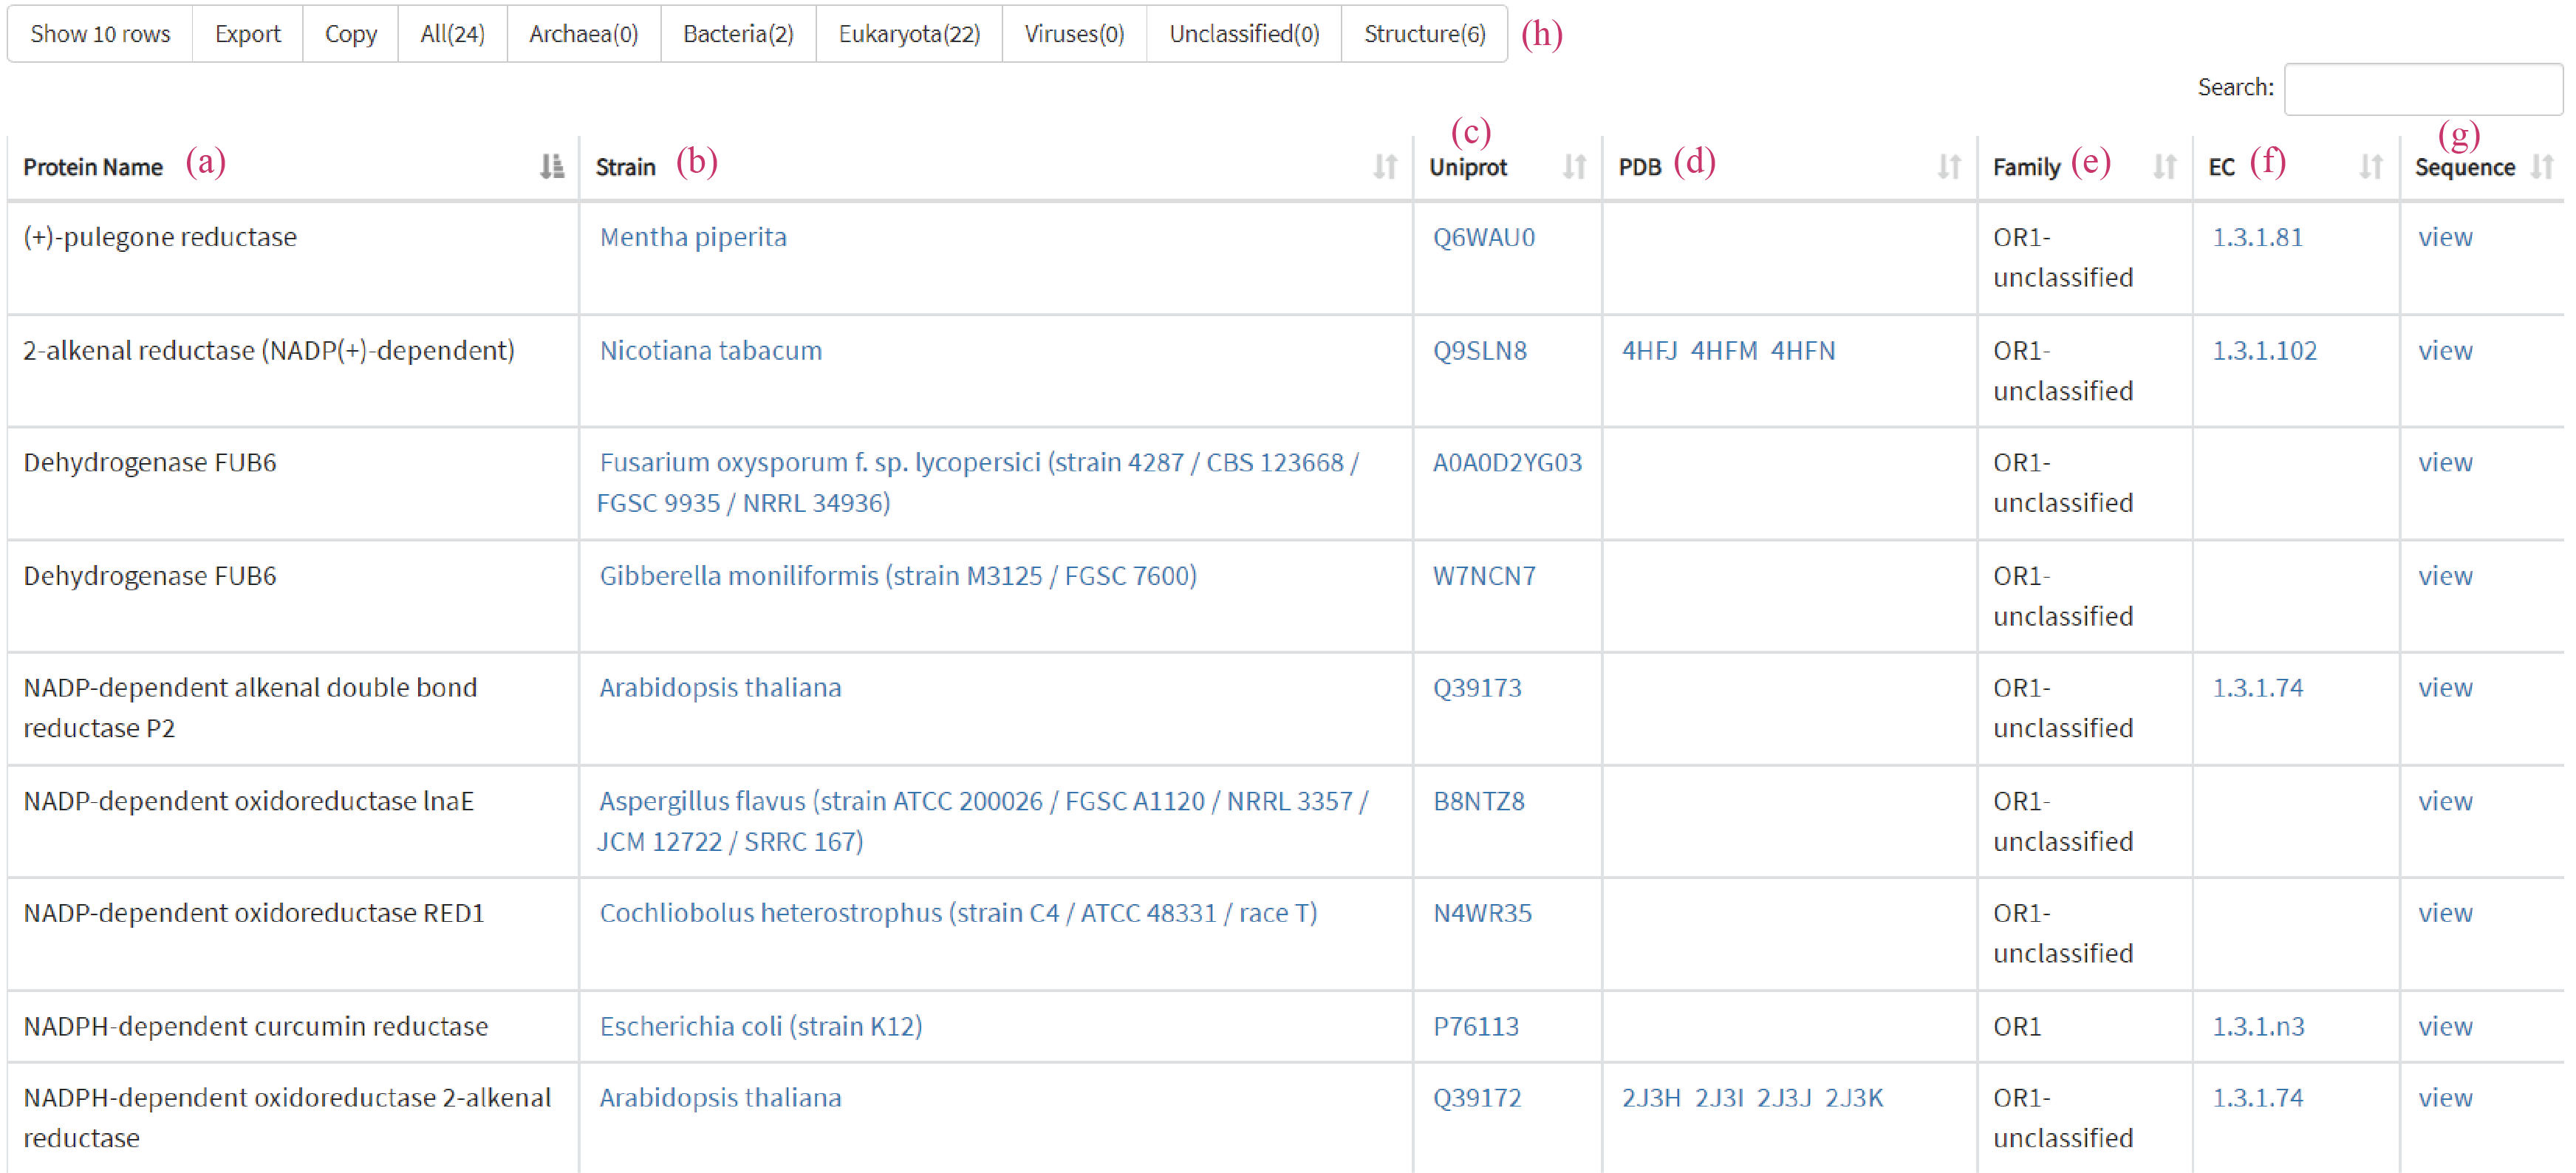 Show 10 rows Export Copy All(24) Archaea(0) Bacteria(2) Eukaryota(22) Viruses(0) Unclassified(0) Structure(6) (h)
Search:
Protein Name (a) Strain (b) Uniprot (c) PDB (d) Family (e) EC (f) Sequence (g)
(+)-pulegone reductase Mentha piperita Q6WAU0 OR1- 1.3.1.81 view
unclassified
2-alkenal reductase (NADP(+)-dependent) Nicotiana tabacum Q9SLN8 4HFJ 4HFM 4HFN OR1- 1.3.1.102 view
unclassified
Dehydrogenase FUB6 Fusarium oxysporum f. sp. lycopersici (strain 4287 / CBS 123668 / A0A0D2YG03 OR1- view
FGSC 9935 / NRRL 34936) unclassified
Dehydrogenase FUB6 Gibberella moniliformis (strain M3125 / FGSC 7600) W7NCN7 OR1- view
unclassified
NADP-dependent alkenal double bond Arabidopsis thaliana Q39173 OR1- 1.3.1.74 view
reductase P2 unclassified
NADP-dependent oxidoreductase lnaE Aspergillus flavus (strain ATCC 200026 / FGSC A1120 / NRRL 3357 / B8NTZ8 OR1- view
JCM 12722 / SRRC 167) unclassified
NADP-dependent oxidoreductase RED1 Cochliobolus heterostrophus (strain C4 / ATCC 48331 / race T) N4WR35 OR1- view
unclassified
NADPH-dependent curcumin reductase Escherichia coli (strain K12) P76113 OR1 1.3.1.n3 view
NADPH-dependent oxidoreductase 2-alkenal Arabidopsis thaliana Q39172 2J3H 2J3I 2J3J 2J3K OR1- 1.3.1.74 view
reductase unclassified